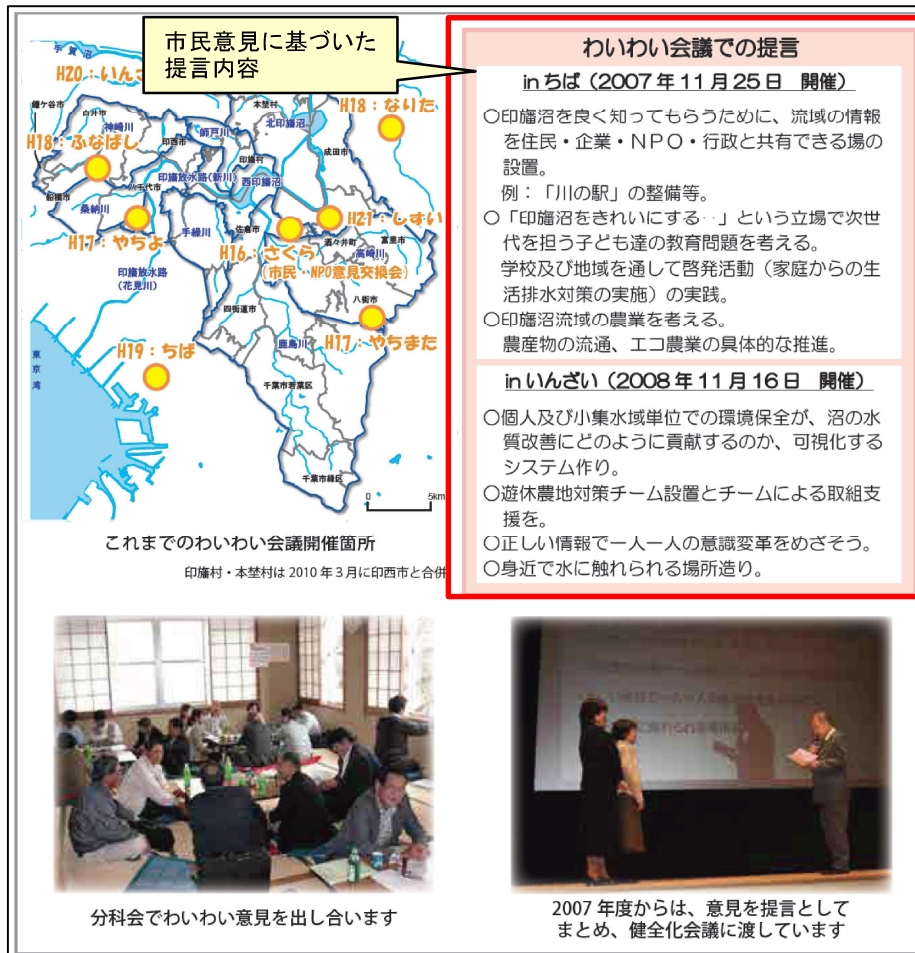 市民意見に基づいた
提言内容
手賀沼
H20：いんざ
鎌ヶ谷市
白井市
神崎川
印西市
師戸川
本埜村
北印旛沼
H18：なりた
成田市
H18：ふなばし
船橋市
八千代市
印旛放水路(新川)
印旛村
西印旛沼
桑納川
H17：やちよ
手繰川
佐倉市
H16：さくら
(市民・NPO意見交換会)
H21：しすい
酒々井町
富里市
高崎川
印旛放水路
(花見川)
四街道市
八街市
鹿島川
H17：やちまた
東京湾
H19：ちば
千葉市若葉区
千葉市緑区
0 5km
これまでのわいわい会議開催箇所
印旛村・本埜村は 2010 年 3 月に印西市と合併
わいわい会議での提言
in ちば（2007 年 11 月 25 日　開催）
○印旛沼を良く知ってもらうために、流域の情報
を住民・企業・ＮＰＯ・行政と共有できる場の
設置。
例：「川の駅」の整備等。
○「印旛沼をきれいにする‥」という立場で次世
代を担う子ども達の教育問題を考える。
学校及び地域を通して啓発活動（家庭からの生
活排水対策の実施）の実践。
○印旛沼流域の農業を考える。
農産物の流通、エコ農業の具体的な推進。
in いんざい（2008 年 11 月 16 日　開催）
○個人及び小集水域単位での環境保全が、沼の水
質改善にどのように貢献するのか、可視化する
システム作り。
○遊休農地対策チーム設置とチームによる取組支
援を。
○正しい情報で一人一人の意識変革をめざそう。
○身近で水に触れられる場所造り。
分科会でわいわい意見を出し合います
2007 年度からは、意見を提言として
まとめ、健全化会議に渡しています